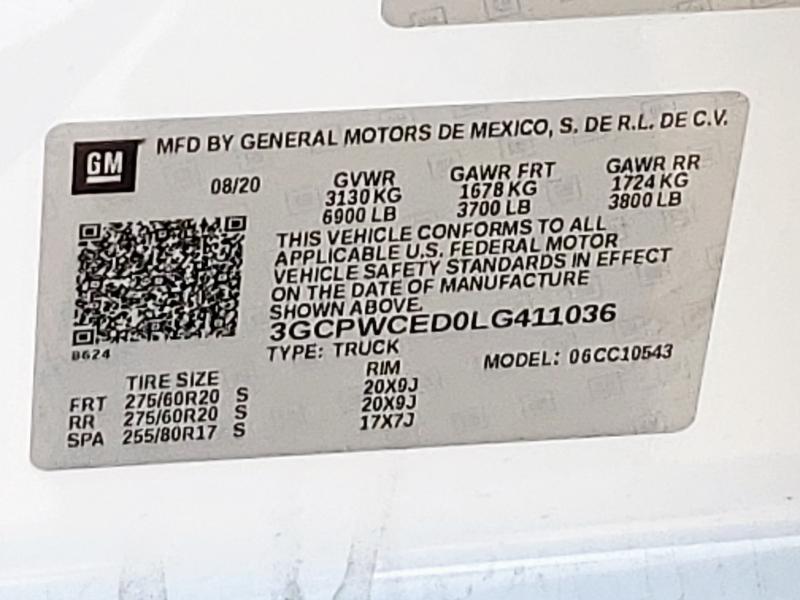 GM
MFD BY GENERAL MOTORS DE MEXICO, S. DE R.L. DE C.V.
08/20 GVWR GAWR FRT GAWR RR
3130 KG 1678 KG 1724 KG
6900 LB 3700 LB 3800 LB
THIS VEHICLE CONFORMS TO ALL
APPLICABLE U.S. FEDERAL MOTOR
VEHICLE SAFETY STANDARDS IN EFFECT
ON THE DATE OF MANUFACTURE
SHOWN ABOVE.
3GCPWCED0LG411036
8624
TYPE: TRUCK MODEL: 06CC10543
TIRE SIZE RIM
FRT 275/60R20 S 20X9J
RR 275/60R20 S 20X9J
SPA 255/80R17 S 17X7J